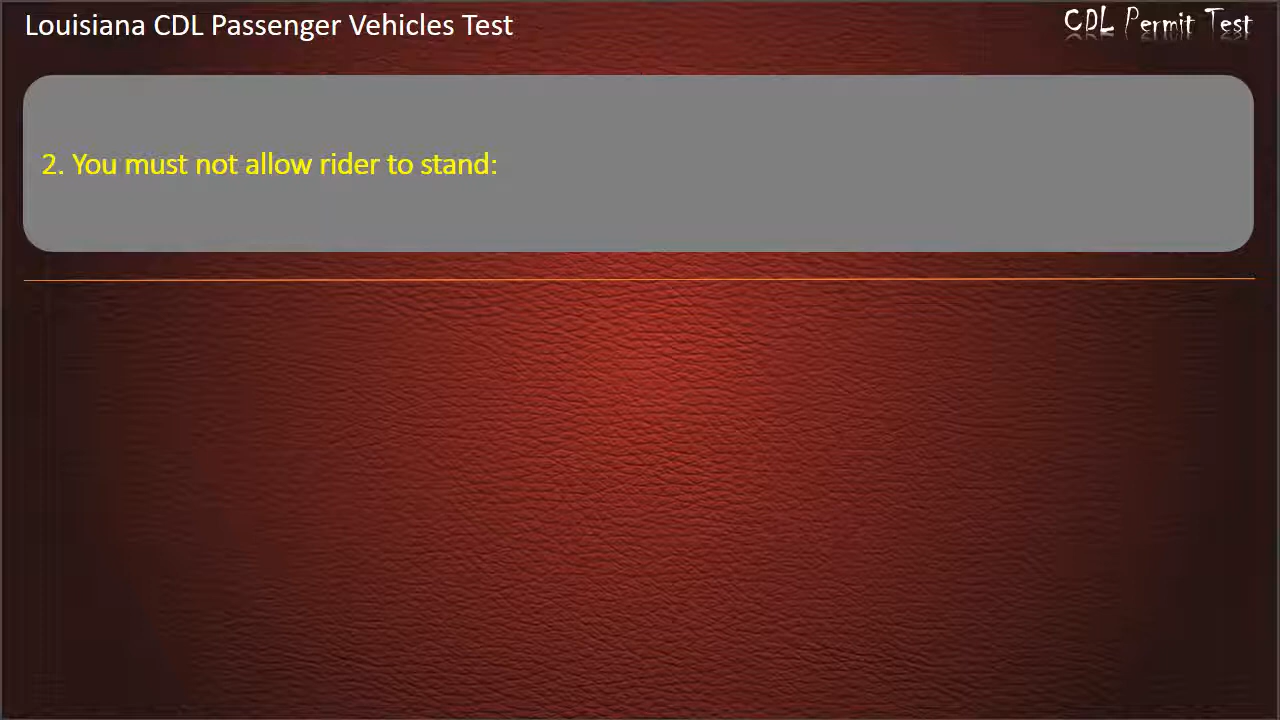 Louisiana CDL Passenger Vehicles Test
CDL Permit Test
2. You must not allow rider to stand: